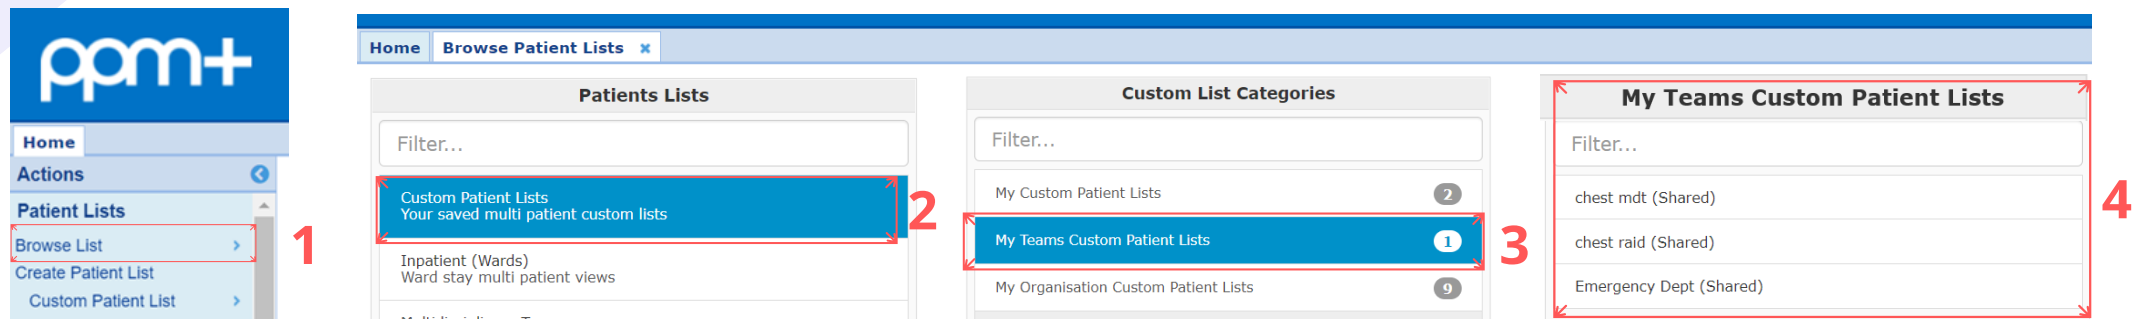 ppm+
Home
Actions
Patient Lists
Browse List
Create Patient List
Custom Patient List
1
Home
Browse Patient Lists
Patients Lists
Filter...
Custom Patient Lists
Your saved multi patient custom lists
2
Inpatient (Wards)
Ward stay multi patient views
Custom List Categories
Filter...
My Custom Patient Lists 2
My Teams Custom Patient Lists 1
3
My Organisation Custom Patient Lists 9
My Teams Custom Patient Lists
Filter...
chest mdt (Shared)
chest raid (Shared)
Emergency Dept (Shared)
4